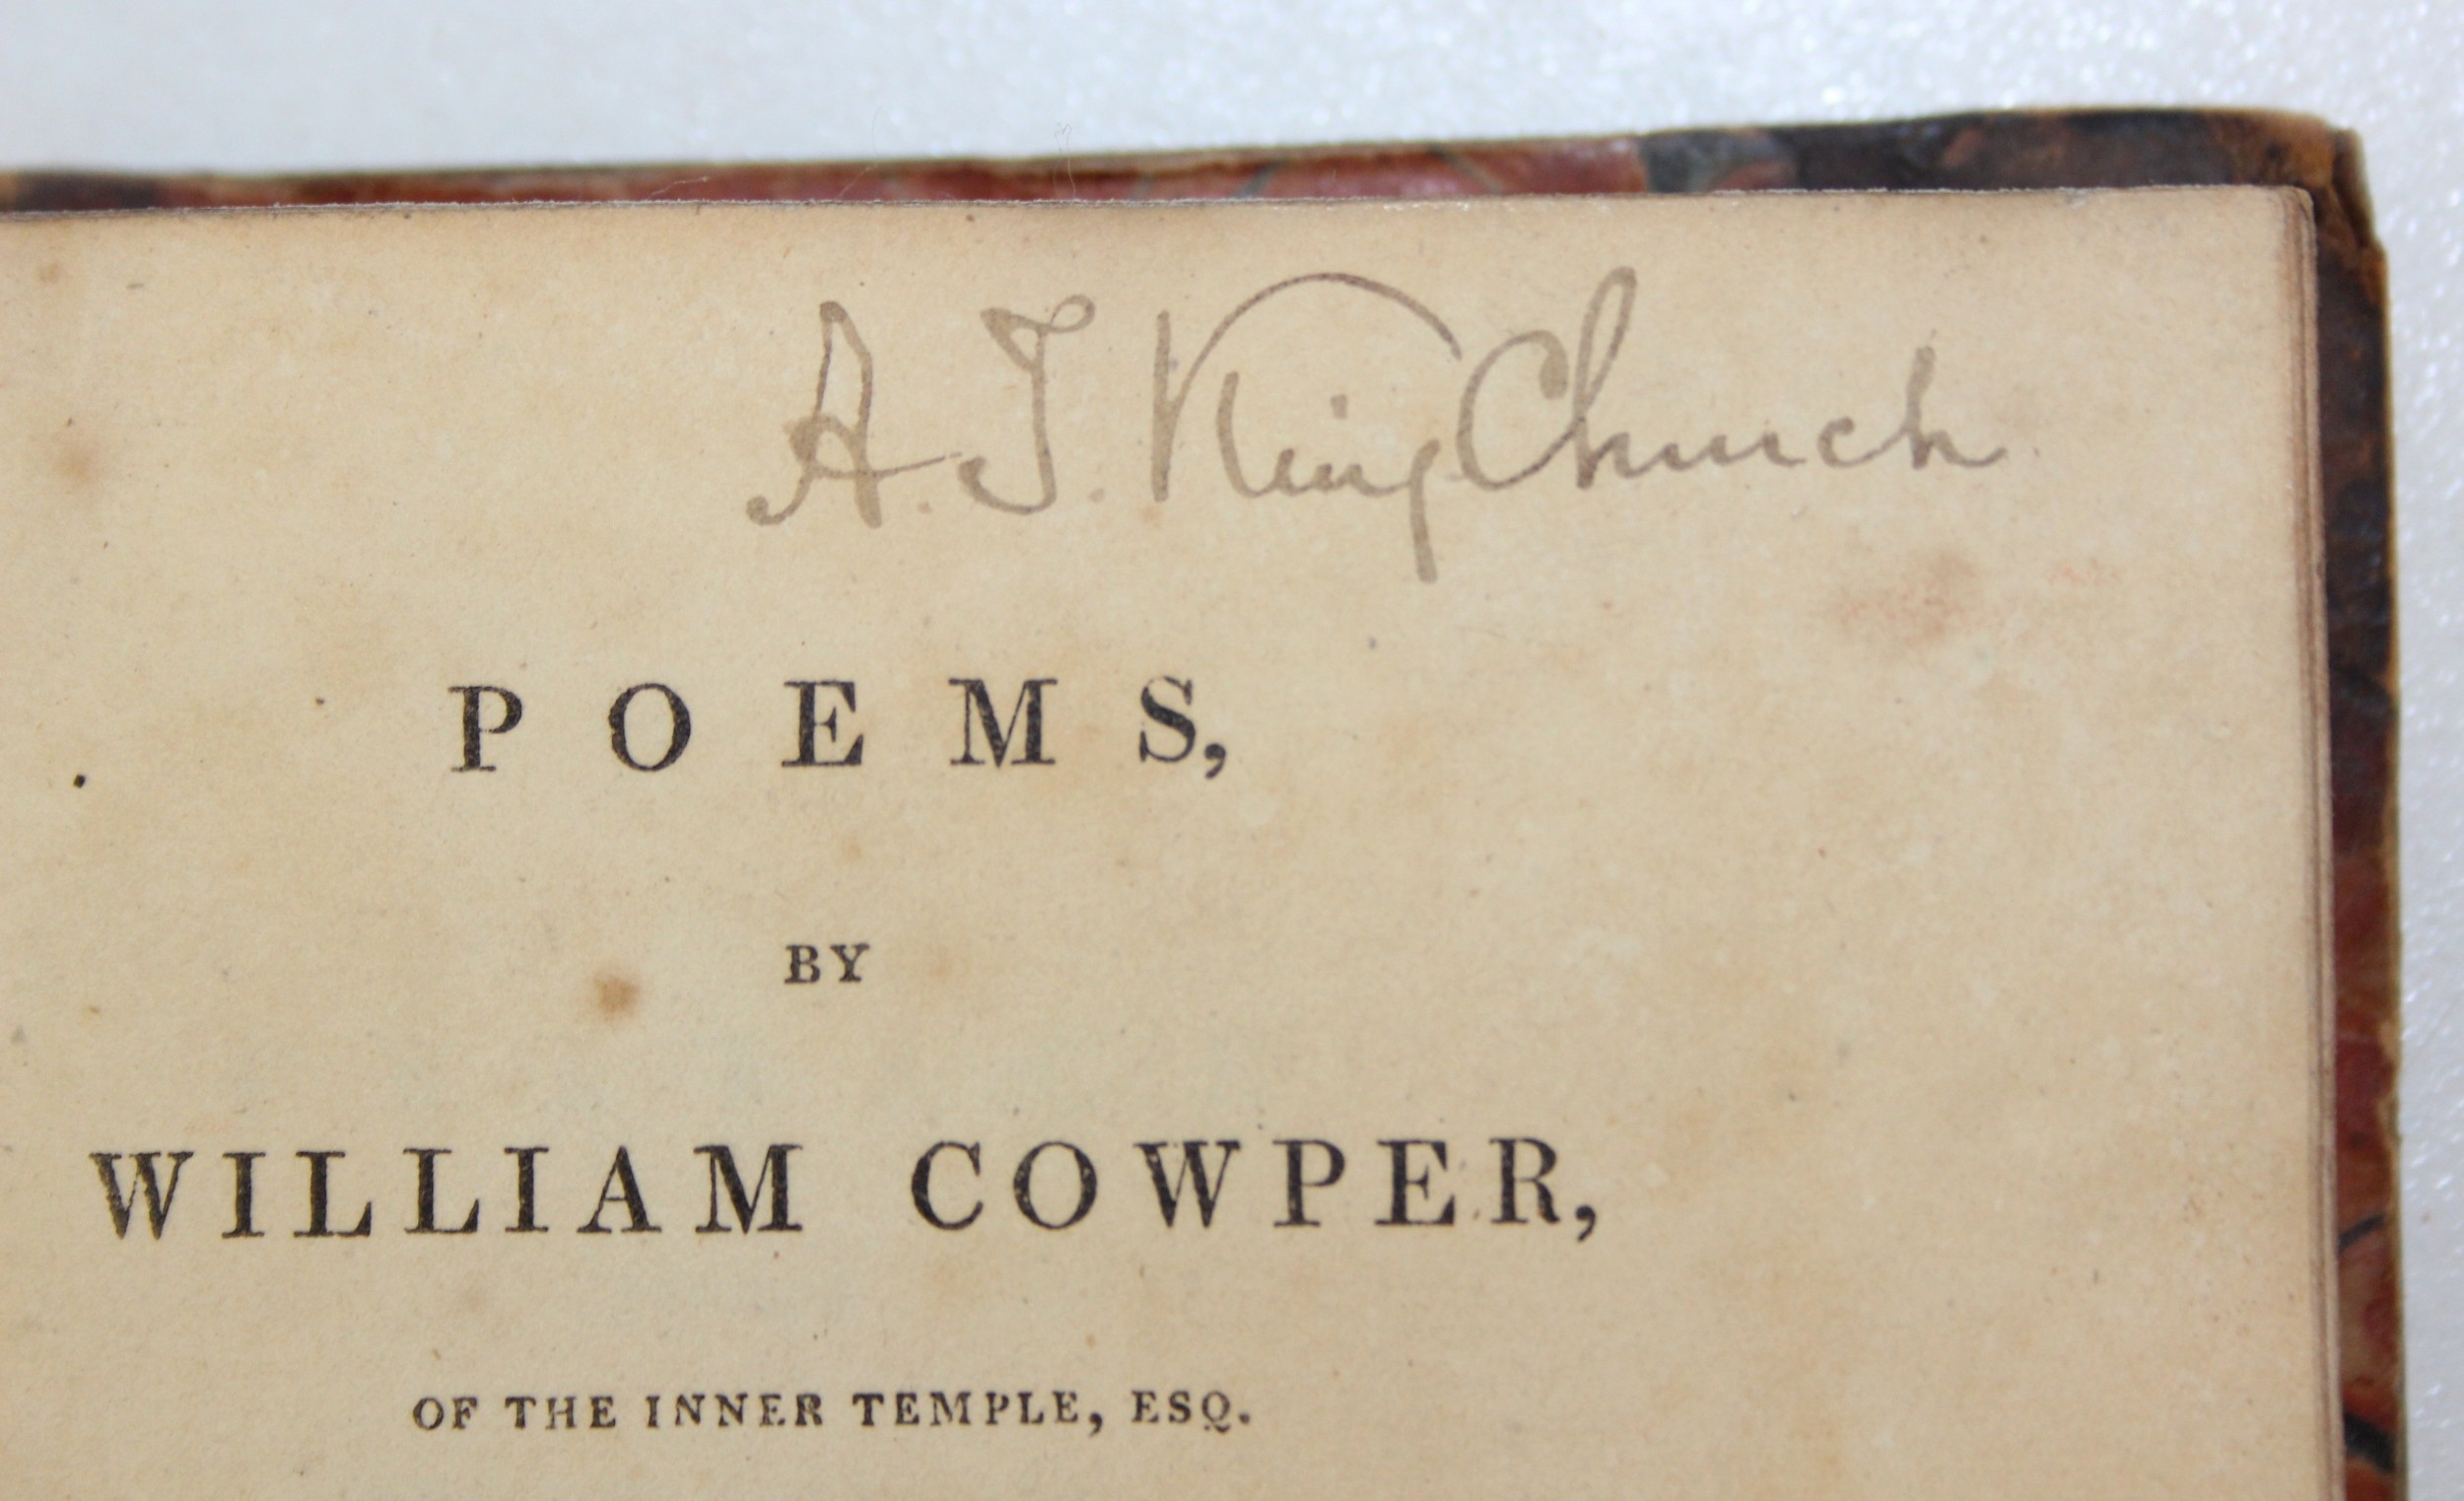 A. T. King Church
POEMS,
BY
WILLIAM COWPER,
OF THE INNER TEMPLE, ESQ.